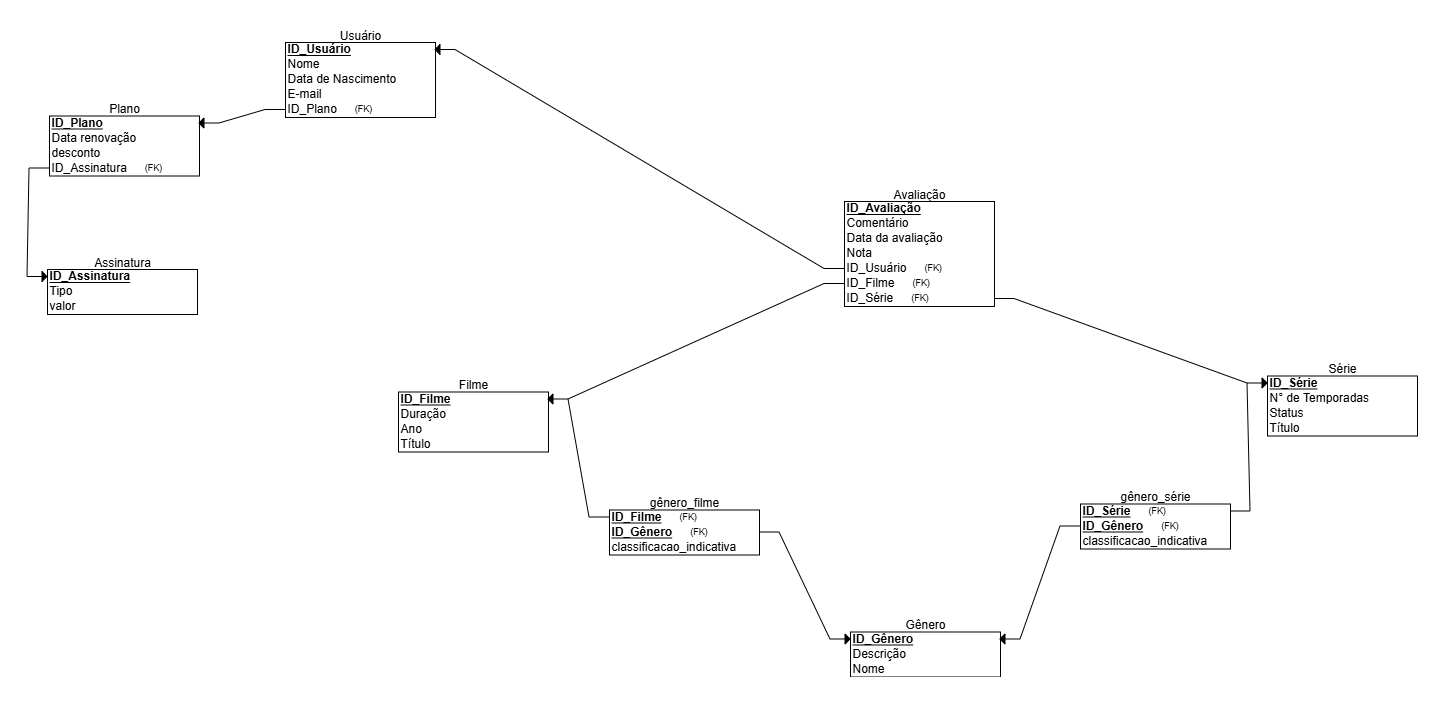 Usuário
ID_Usuário
Nome
Data de Nascimento
E-mail
ID_Plano (FK)
Plano
ID_Plano
Data renovação
desconto
ID_Assinatura (FK)
Assinatura
ID_Assinatura
Tipo
valor
Avaliação
ID_Avaliação
Comentário
Data da avaliação
Nota
ID_Usuário (FK)
ID_Filme (FK)
ID_Série (FK)
Filme
ID_Filme
Duração
Ano
Título
Série
ID_Série
N° de Temporadas
Status
Título
gênero_filme
ID_Filme (FK)
ID_Gênero (FK)
classificacao_indicativa
gênero_série
ID_Série (FK)
ID_Gênero (FK)
classificacao_indicativa
Gênero
ID_Gênero
Descrição
Nome